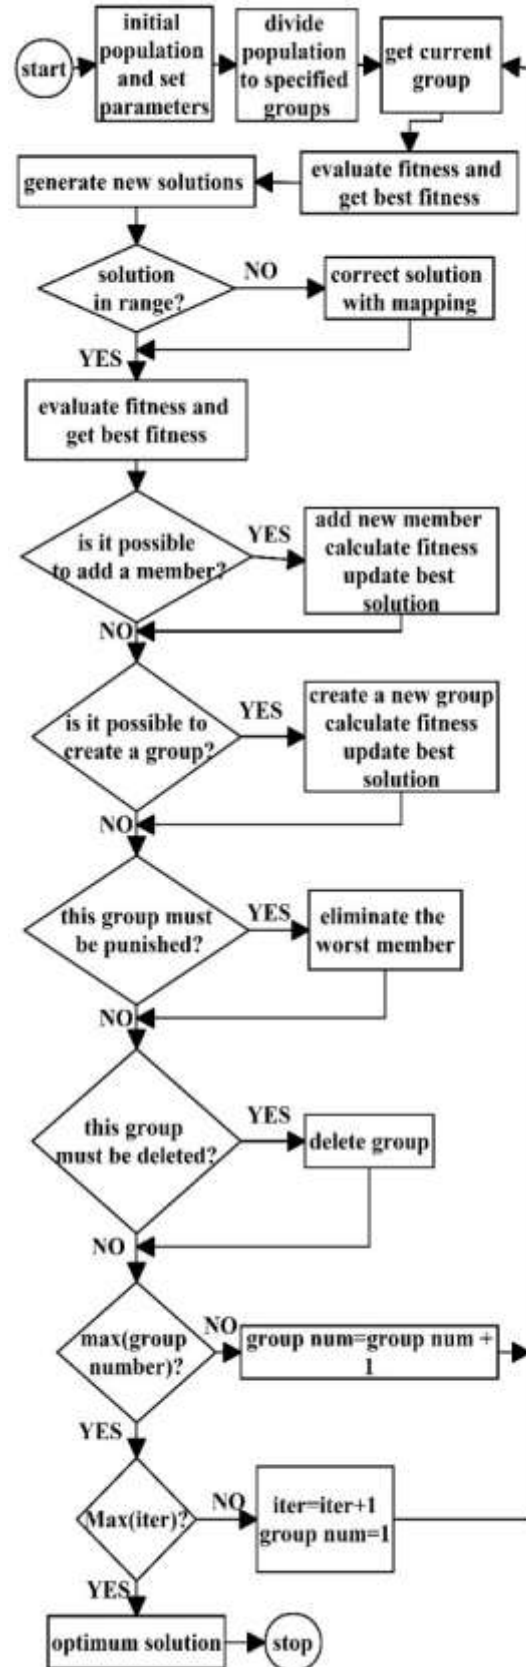 start
initial
population
and set
parameters
divide
population
to specified
groups
get current
group
evaluate fitness and
get best fitness
generate new solutions
solution
in range?
NO
correct solution
with mapping
YES
evaluate fitness and
get best fitness
is it possible
to add a member?
YES
add new member
calculate fitness
update best
solution
NO
is it possible to
create a group?
YES
create a new group
calculate fitness
update best
solution
NO
this group must
be punished?
YES
eliminate the
worst member
NO
this group
must be deleted?
YES
delete group
NO
max(group
number)?
NO
group num=group num +
1
YES
Max(iter)?
NO
iter=iter+1
group num=1
YES
optimum solution
stop